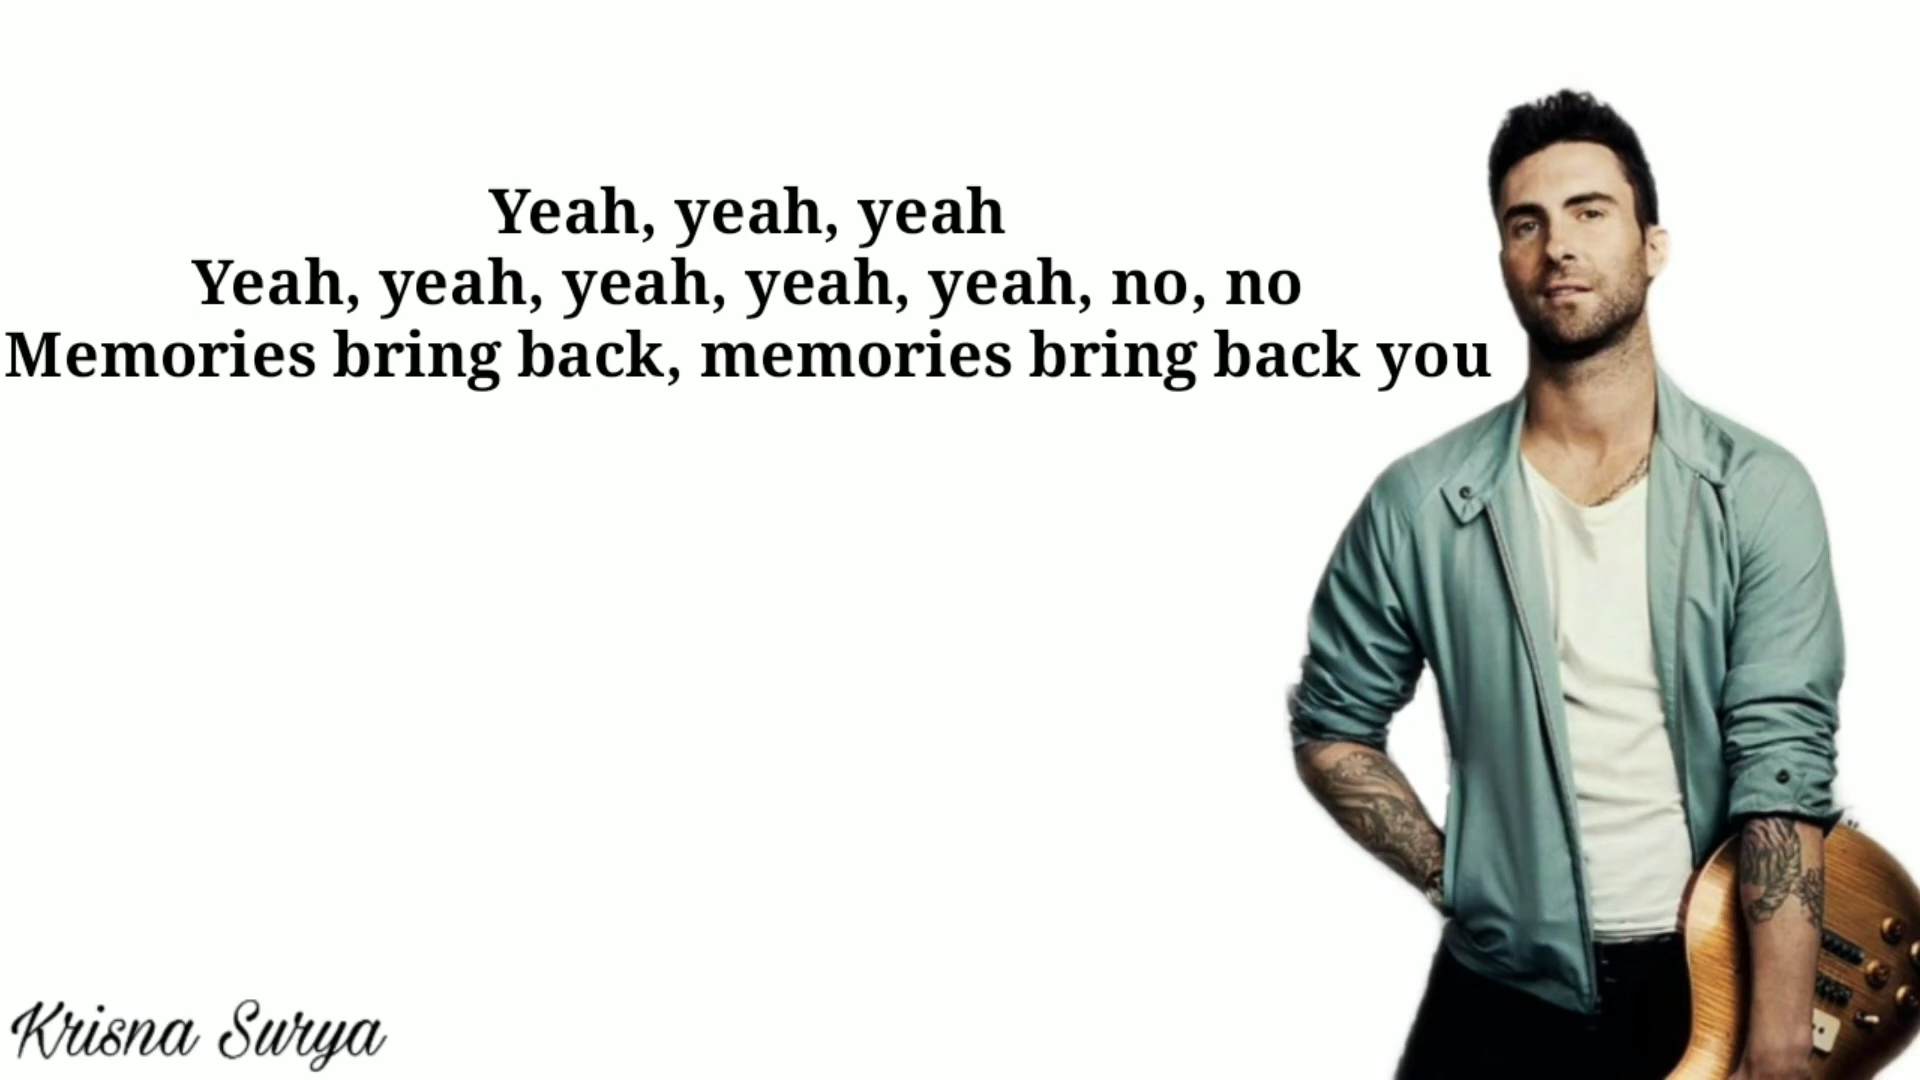 Yeah, yeah, yeah
Yeah, yeah, yeah, yeah, yeah, no, no
Memories bring back, memories bring back you
Krisna Surya